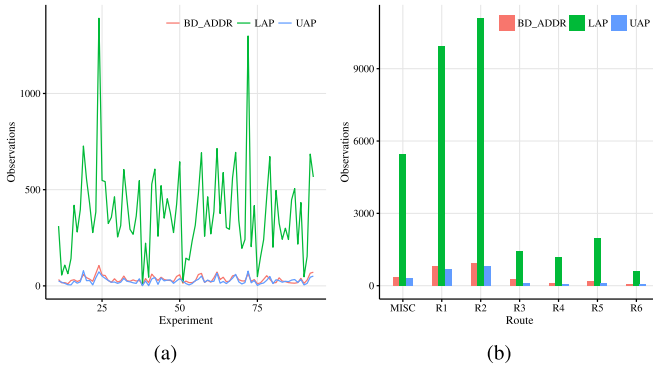 BD_ADDR LAP UAP
Observations
1000
500
0
25 50 75
Experiment
(a)
BD_ADDR LAP UAP
Observations
9000
6000
3000
0
MISC R1 R2 R3 R4 R5 R6
Route
(b)